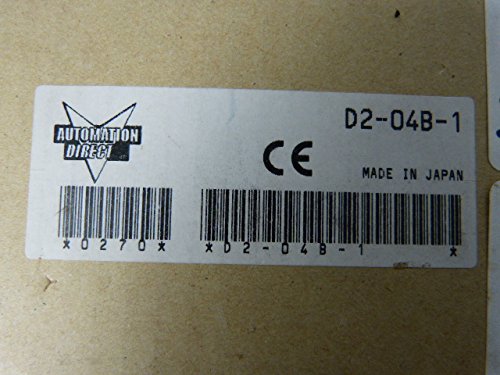 AUTOMATION
DIRECT
D2-04B-1
CE
MADE IN JAPAN
*0270*
*D2-04B-1 *